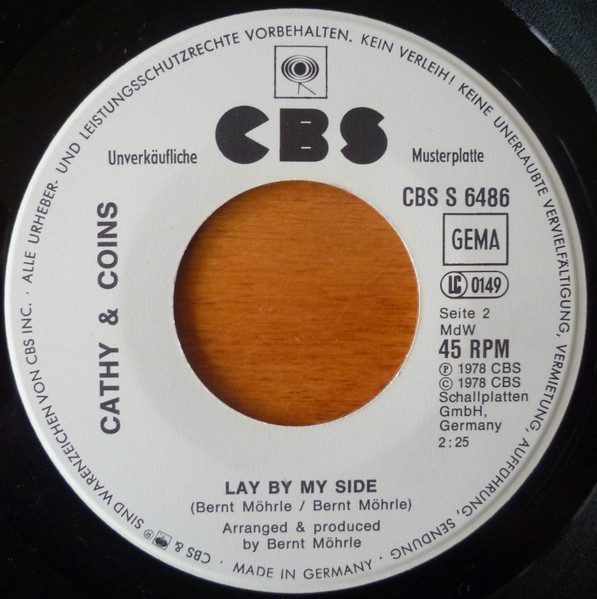 · ALLE URHEBER- UND LEISTUNGSSCHUTZRECHTE VORBEHALTEN. KEIN VERLEIH! KEINE UNERLAUBTE VERVIELFÄLTIGUNG, VERMIETUNG, AUFFÜHRUNG, SENDUNG
CBS
Unverkäufliche
Musterplatte
CBS S 6486
GEMA
LC 0149
CATHY & COINS
Seite 2
MdW
45 RPM
Ⓟ 1978 CBS
© 1978 CBS
Schallplatten
GmbH,
Germany
2:25
LAY BY MY SIDE
(Bernt Möhrle / Bernt Möhrle)
Arranged & produced
by Bernt Möhrle
· MADE IN GERMANY ·
CBS & SIND WARENZEICHEN VON CBS INC.